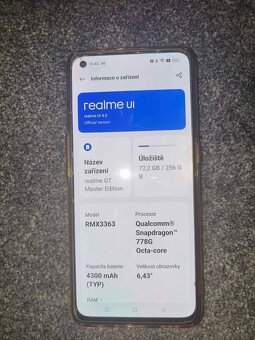 16:45
Informace o zařízení
realme UI
realme UI 4.0
Official version
Název
zařízení
realme GT
Master Edition
Úložiště
72,2 GB / 256 G
B
Model
RMX3363
Procesor
Qualcomm®
Snapdragon™
778G
Octa-core
Kapacita baterie
4300 mAh
(TYP)
Velikost obrazovky
6,43"
RAM